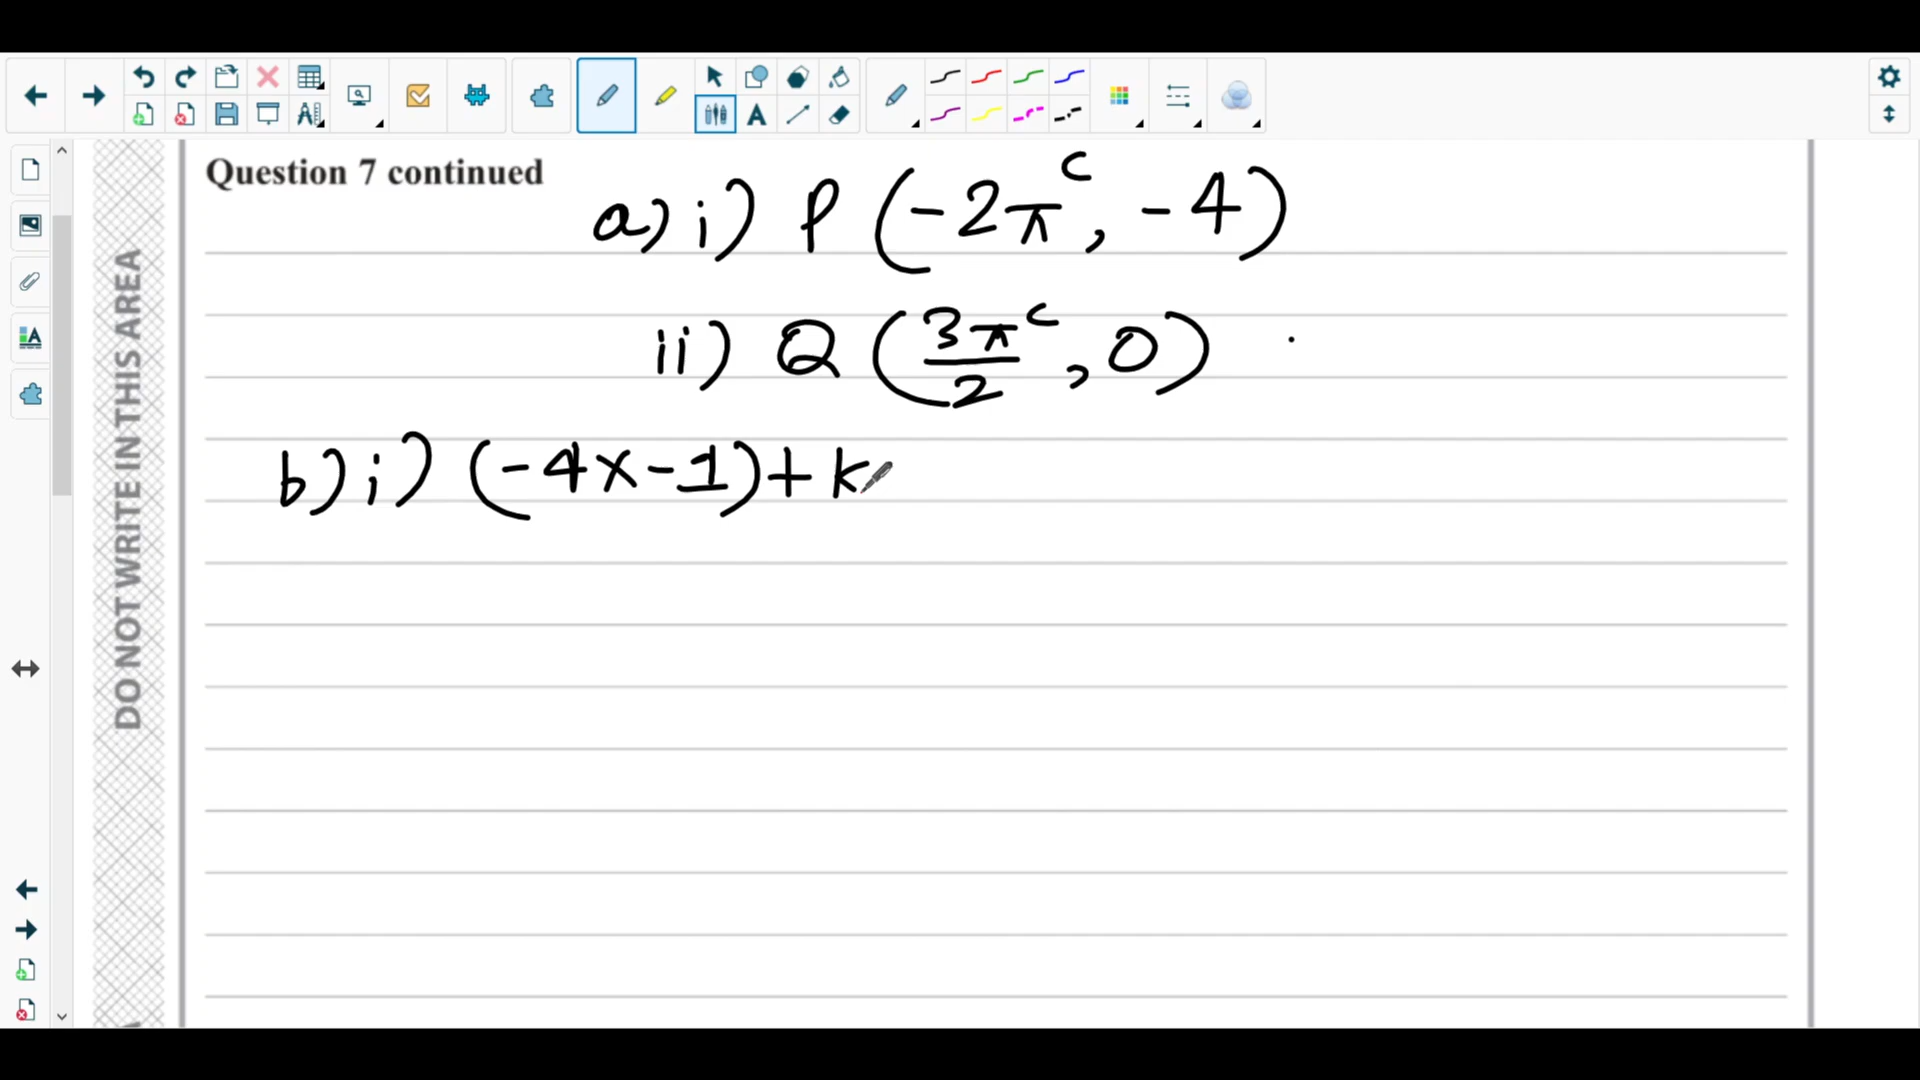 Question 7 continued
a) i) P (-2π^c, -4)
ii) Q (3π^c/2, 0)
b) i) (-4x-1)+k
DO NOT WRITE IN THIS AREA